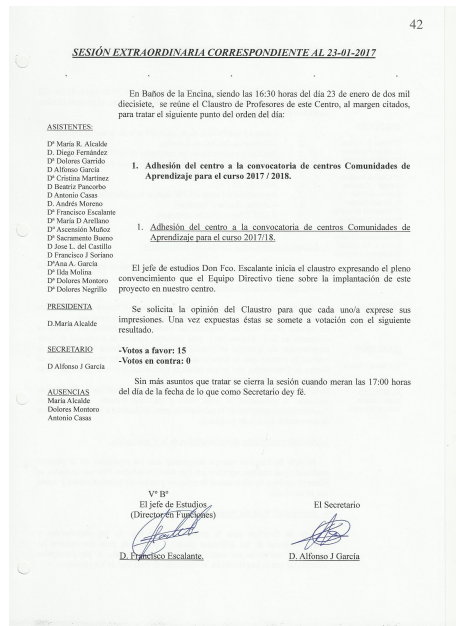 42
SESIÓN EXTRAORDINARIA CORRESPONDIENTE AL 23-01-2017
En Baños de la Encina, siendo las 16:30 horas del día 23 de enero de dos mil
diecisiete, se reúne el Claustro de Profesores de este Centro, al margen citados,
para tratar el siguiente punto del orden del día:
ASISTENTES:
Dª María R. Alcalde
D. Diego Fernández
Dª Dolores Garrido
D Alfonso García
Dª Cristina Martínez
D Beatriz Pancorbo
D Antonio Casas
D. Andrés Moreno
Dª Francisco Escalante
Dª María D Arellano
Dª Ascensión Muñoz
Dª Sacramento Bueno
D Jose L. del Castillo
D Francisco J Soriano
DªAna A. García
Dª Ilda Molina
Dª Dolores Montoro
Dª Dolores Negrillo
PRESIDENTA
D.María Alcalde
SECRETARIO
D Alfonso J García
AUSENCIAS
María Alcalde
Dolores Montoro
Antonio Casas
1. Adhesión del centro a la convocatoria de centros Comunidades de
Aprendizaje para el curso 2017 / 2018.
1. Adhesión del centro a la convocatoria de centros Comunidades de
Aprendizaje para el curso 2017/18.
El jefe de estudios Don Fco. Escalante inicia el claustro expresando el pleno
convencimiento que el Equipo Directivo tiene sobre la implantación de este
proyecto en nuestro centro.
Se solicita la opinión del Claustro para que cada uno/a exprese sus
impresiones. Una vez expuestas éstas se somete a votación con el siguiente
resultado.
-Votos a favor: 15
-Votos en contra: 0
Sin más asuntos que tratar se cierra la sesión cuando meran las 17:00 horas
del día de la fecha de lo que como Secretario dey fé.
Vº Bº
El jefe de Estudios
(Director en Funciones)
D. Francisco Escalante.
El Secretario
D. Alfonso J García